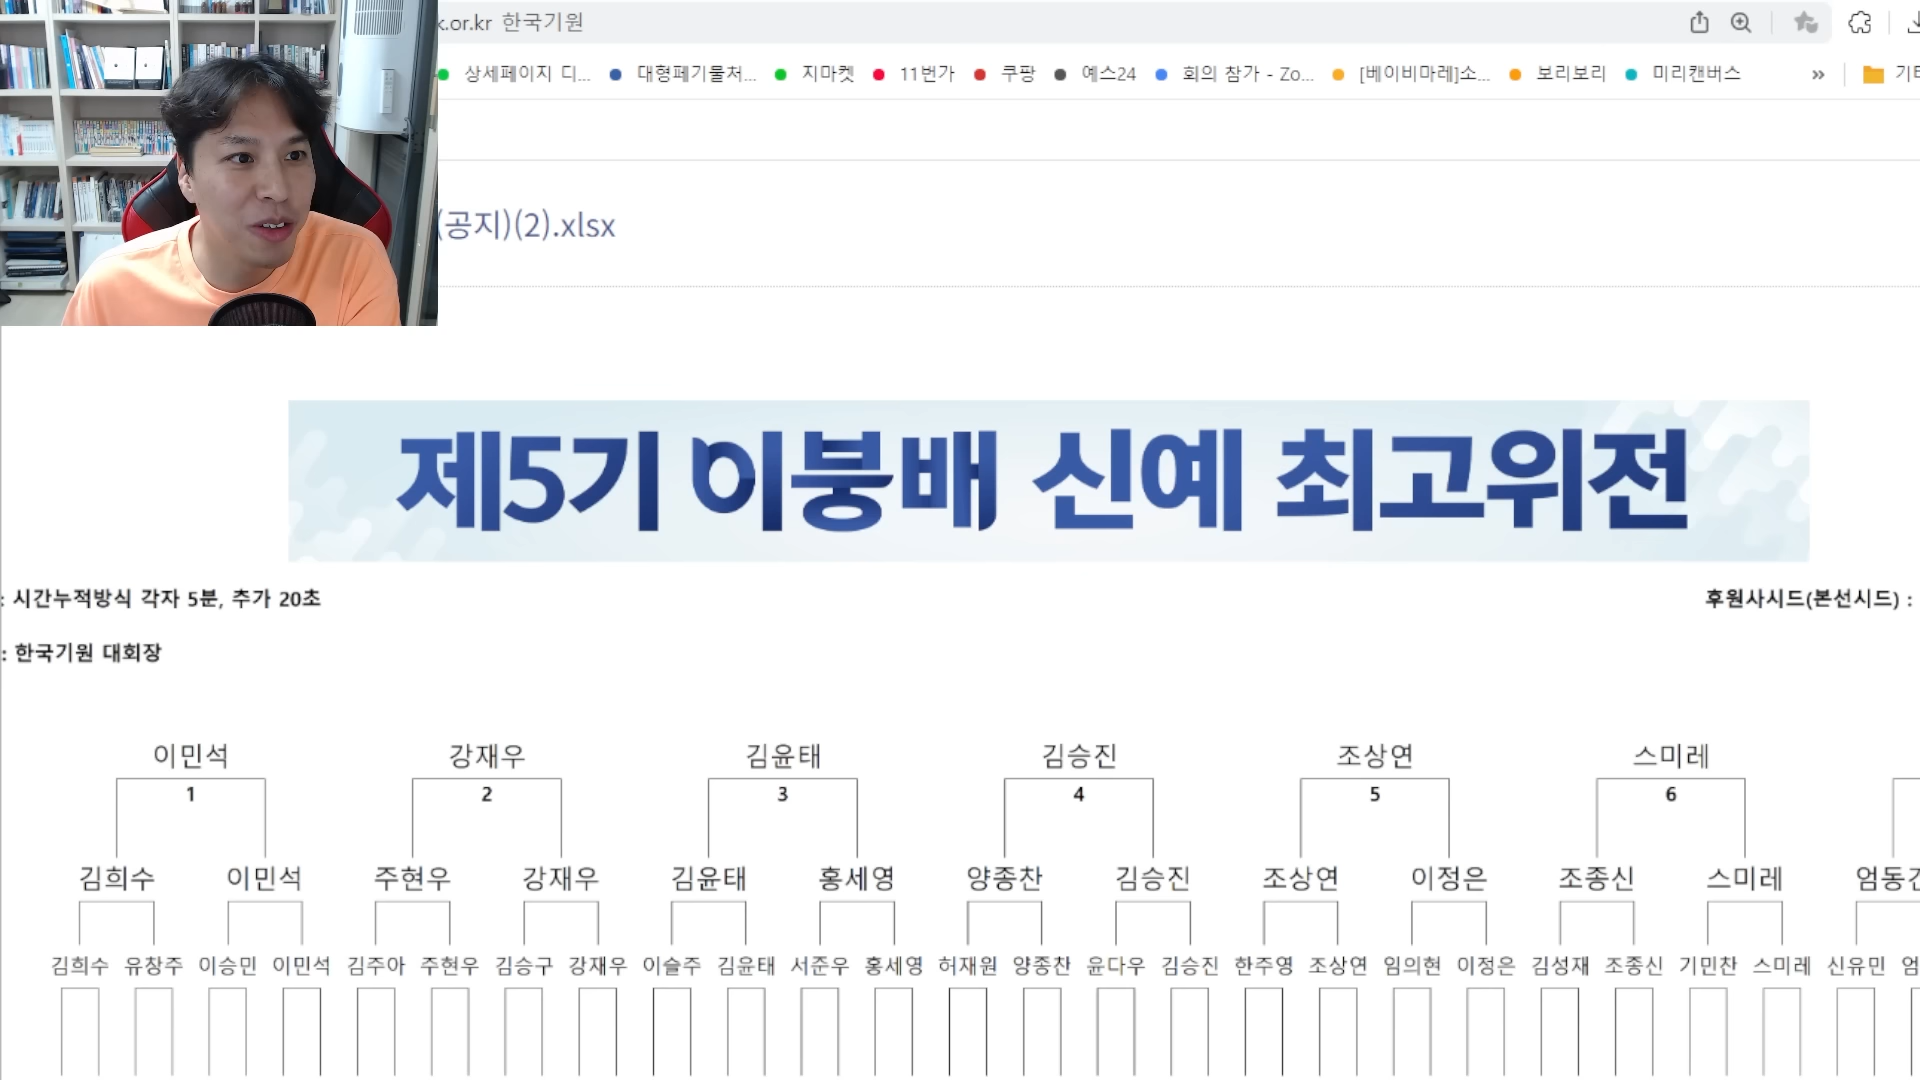 k.or.kr 한국기원
상세페이지 디... 대형폐기물처... 지마켓 11번가 쿠팡 예스24 회의 참가 - Zo... [베이비마레]소... 보리보리 미리캔버스 »
(공지)(2).xlsx
제5기 이붕배 신예 최고위전
: 시간누적방식 각자 5분, 추가 20초 후원사시드(본선시드) :
: 한국기원 대회장
이민석 강재우 김윤태 김승진 조상연 스미레
1 2 3 4 5 6
김희수 이민석 주현우 강재우 김윤태 홍세영 양종찬 김승진 조상연 이정은 조종신 스미레 엄동건
김희수 유창주 이승민 이민석 김주아 주현우 김승구 강재우 이슬주 김윤태 서준우 홍세영 허재원 양종찬 윤다우 김승진 한주영 조상연 임의현 이정은 김성재 조종신 기민찬 스미레 신유민 엄